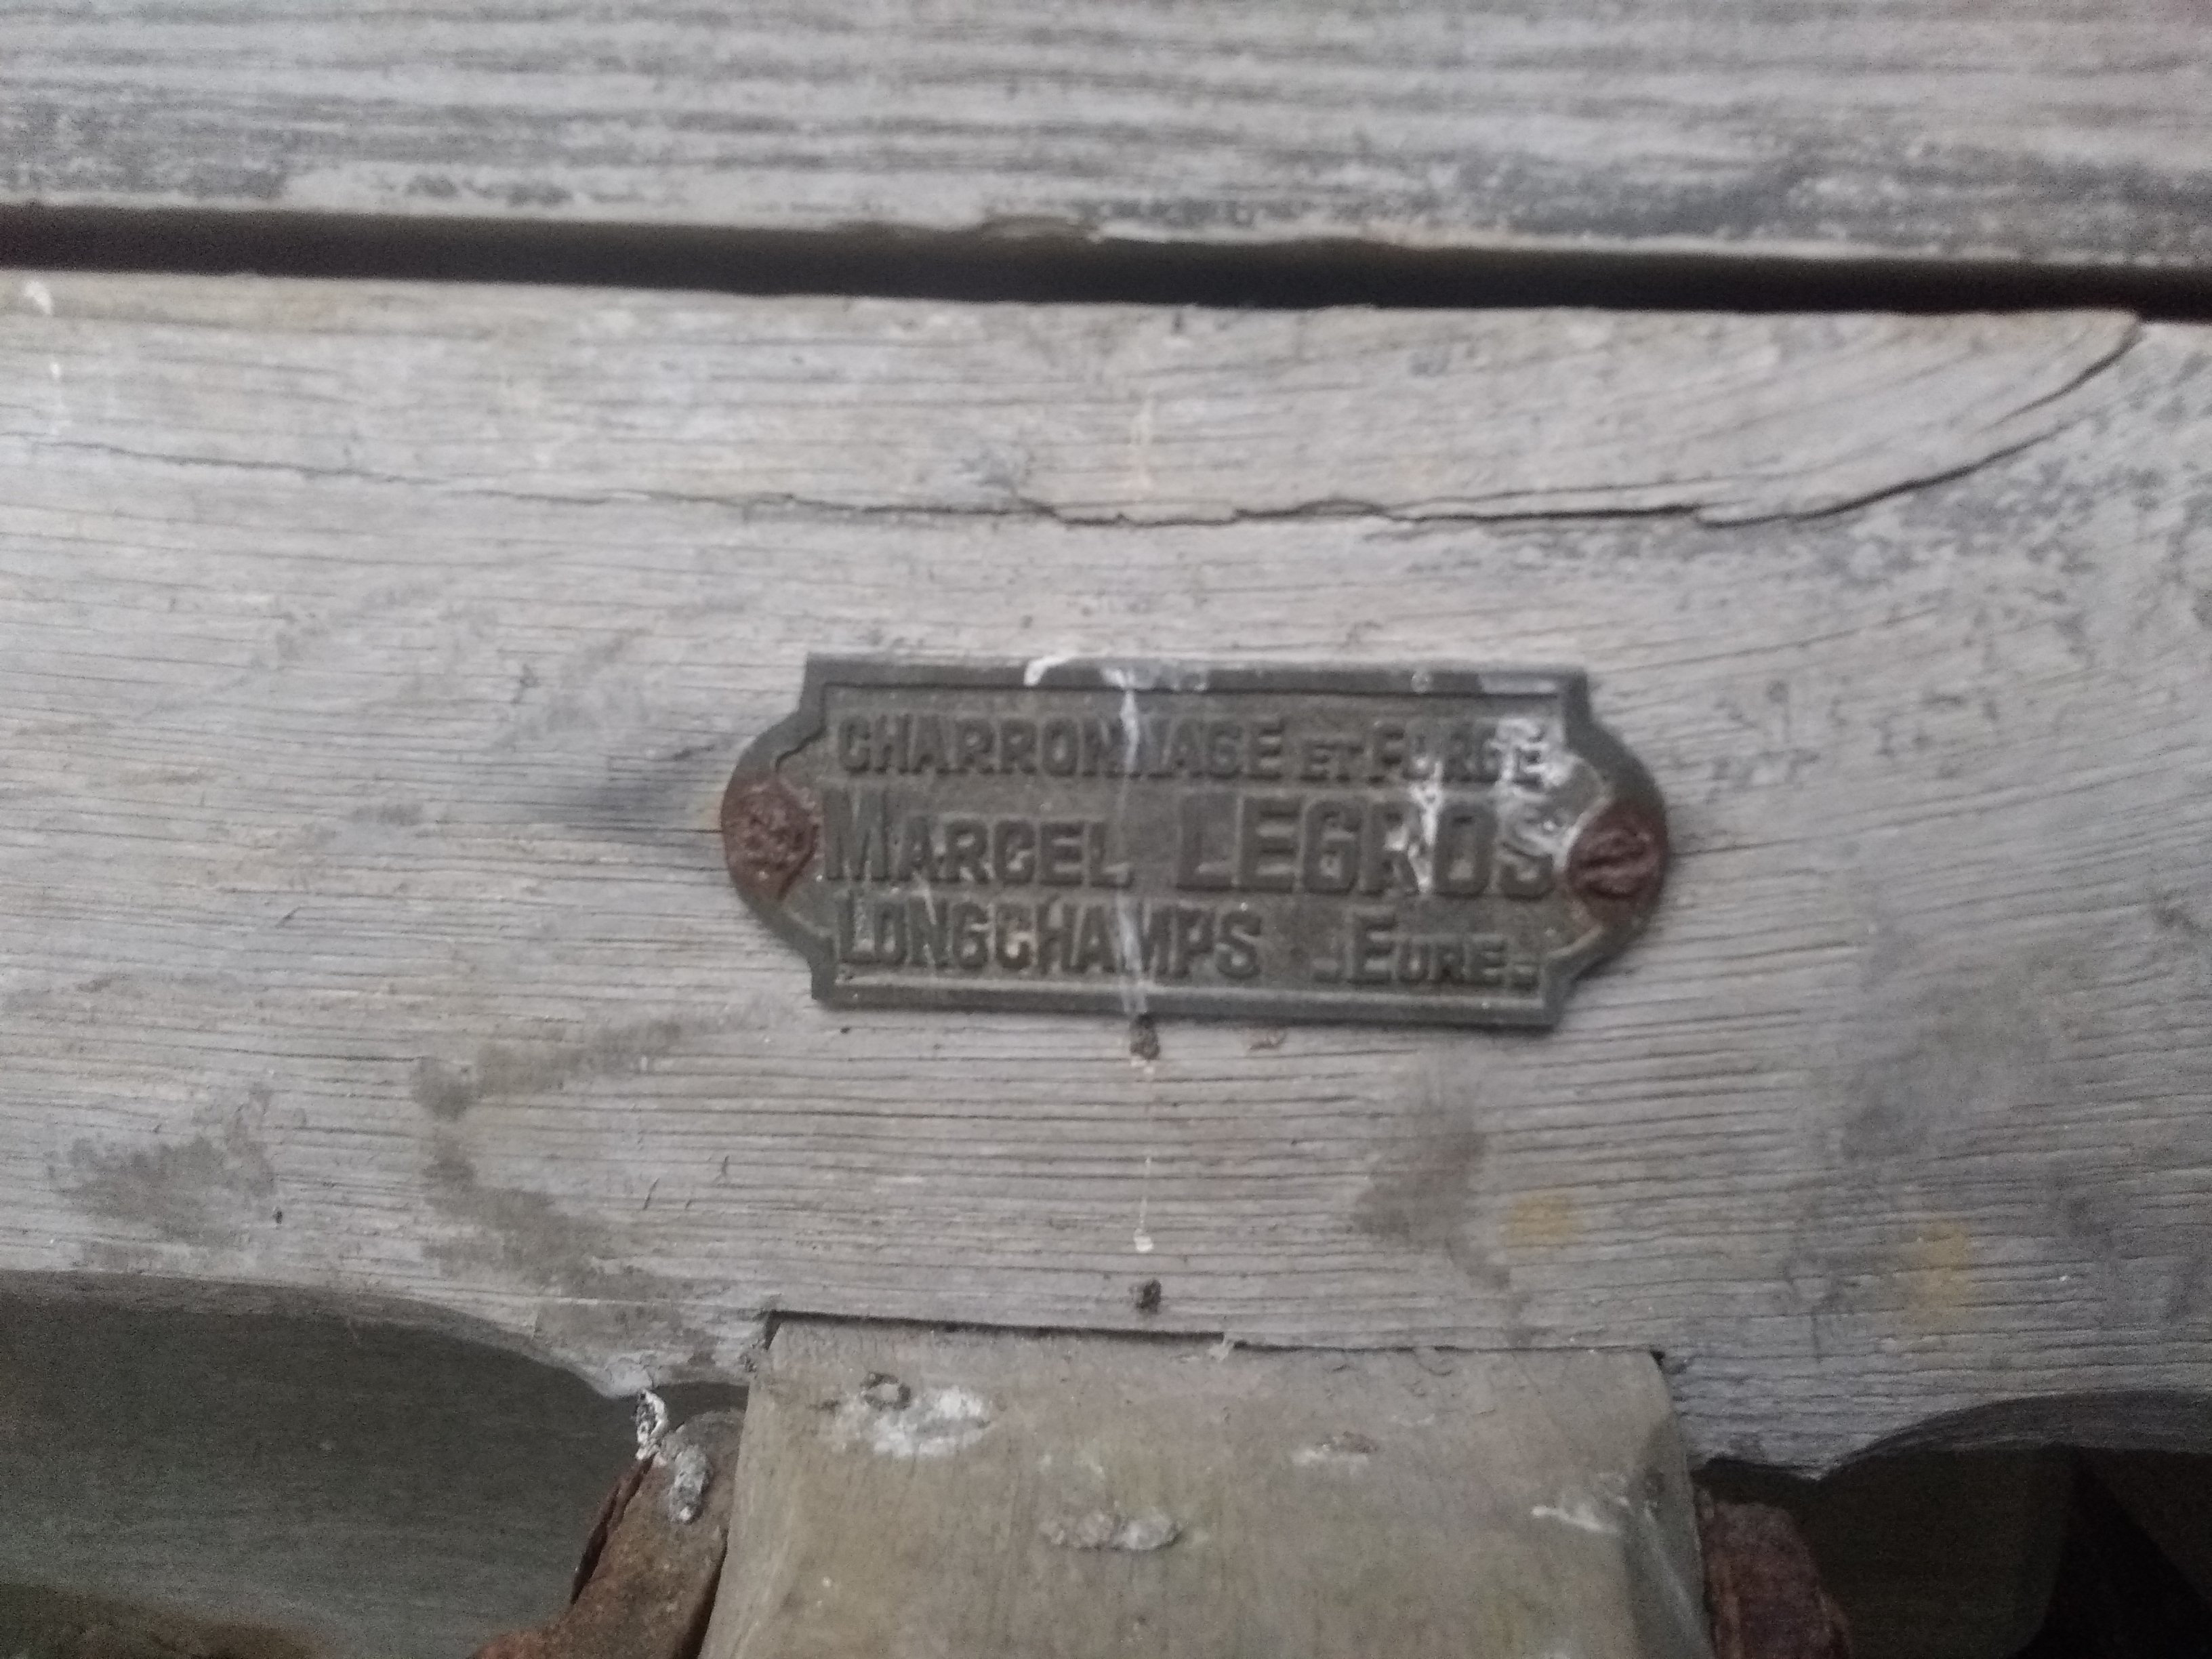 CHARRONNAGE ET FORGE
MARCEL LEGROS
LONGCHAMPS -EURE-